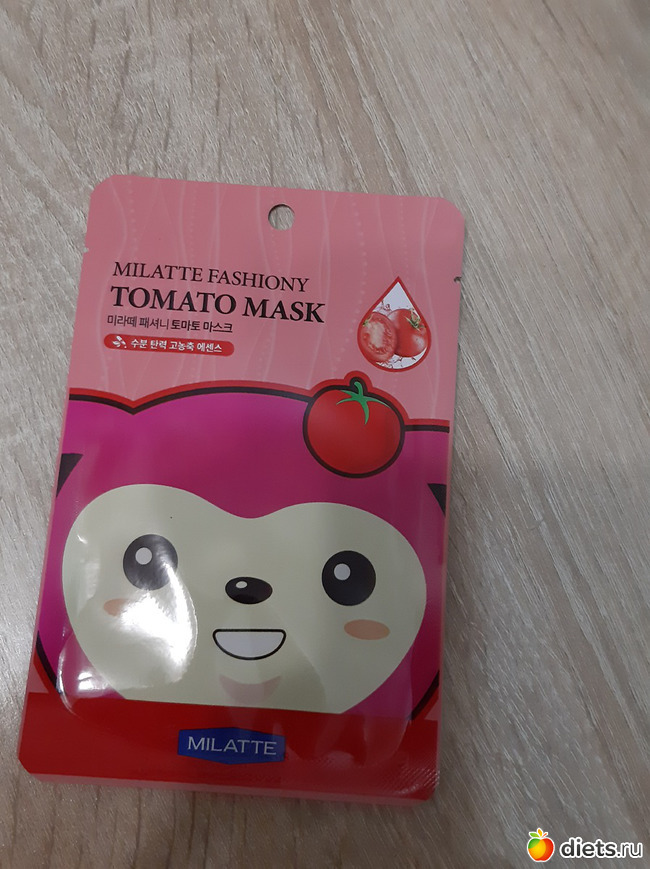 MILATTE FASHIONY
TOMATO MASK
미라떼 패셔니 토마토 마스크
수분 탄력 고농축 에센스
MILATTE
diets.ru